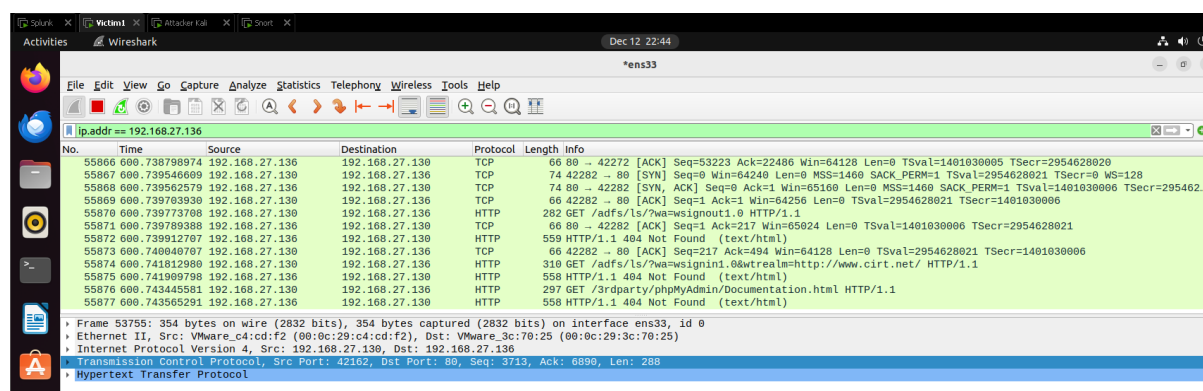 Splunk Victim1 Attacker Kali Snort
Activities Wireshark Dec 12 22:44
*ens33
File Edit View Go Capture Analyze Statistics Telephony Wireless Tools Help
ip.addr == 192.168.27.136
No. Time Source Destination Protocol Length Info
55866 600.738798974 192.168.27.136 192.168.27.130 TCP 66 80 → 42272 [ACK] Seq=53223 Ack=22486 Win=64128 Len=0 TSval=1401030005 TSecr=2954628020
55867 600.739546609 192.168.27.130 192.168.27.136 TCP 74 42282 → 80 [SYN] Seq=0 Win=64240 Len=0 MSS=1460 SACK_PERM=1 TSval=2954628021 TSecr=0 WS=128
55868 600.739562579 192.168.27.136 192.168.27.130 TCP 74 80 → 42282 [SYN, ACK] Seq=0 Ack=1 Win=65160 Len=0 MSS=1460 SACK_PERM=1 TSval=1401030006 TSecr=295462…
55869 600.739703930 192.168.27.130 192.168.27.136 TCP 66 42282 → 80 [ACK] Seq=1 Ack=1 Win=64256 Len=0 TSval=2954628021 TSecr=1401030006
55870 600.739773708 192.168.27.130 192.168.27.136 HTTP 282 GET /adfs/ls/?wa=wsignout1.0 HTTP/1.1
55871 600.739789388 192.168.27.136 192.168.27.130 TCP 66 80 → 42282 [ACK] Seq=1 Ack=217 Win=65024 Len=0 TSval=1401030006 TSecr=2954628021
55872 600.739912707 192.168.27.136 192.168.27.130 HTTP 559 HTTP/1.1 404 Not Found (text/html)
55873 600.740040707 192.168.27.130 192.168.27.136 TCP 66 42282 → 80 [ACK] Seq=217 Ack=494 Win=64128 Len=0 TSval=2954628021 TSecr=1401030006
55874 600.741812980 192.168.27.130 192.168.27.136 HTTP 310 GET /adfs/ls/?wa=wsignin1.0&wtrealm=http://www.cirt.net/ HTTP/1.1
55875 600.741909798 192.168.27.136 192.168.27.130 HTTP 558 HTTP/1.1 404 Not Found (text/html)
55876 600.743445581 192.168.27.130 192.168.27.136 HTTP 297 GET /3rdparty/phpMyAdmin/Documentation.html HTTP/1.1
55877 600.743565291 192.168.27.136 192.168.27.130 HTTP 558 HTTP/1.1 404 Not Found (text/html)
Frame 53755: 354 bytes on wire (2832 bits), 354 bytes captured (2832 bits) on interface ens33, id 0
Ethernet II, Src: VMware_c4:cd:f2 (00:0c:29:c4:cd:f2), Dst: VMware_3c:70:25 (00:0c:29:3c:70:25)
Internet Protocol Version 4, Src: 192.168.27.130, Dst: 192.168.27.136
Transmission Control Protocol, Src Port: 42162, Dst Port: 80, Seq: 3713, Ack: 6890, Len: 288
Hypertext Transfer Protocol